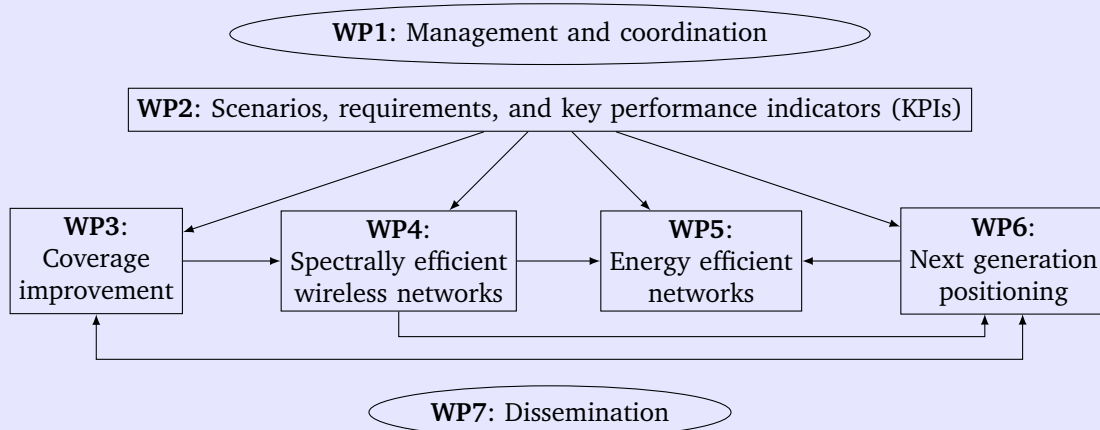 WP1: Management and coordination
WP2: Scenarios, requirements, and key performance indicators (KPIs)
WP3:
Coverage
improvement
WP4:
Spectrally efficient
wireless networks
WP5:
Energy efficient
networks
WP6:
Next generation
positioning
WP7: Dissemination